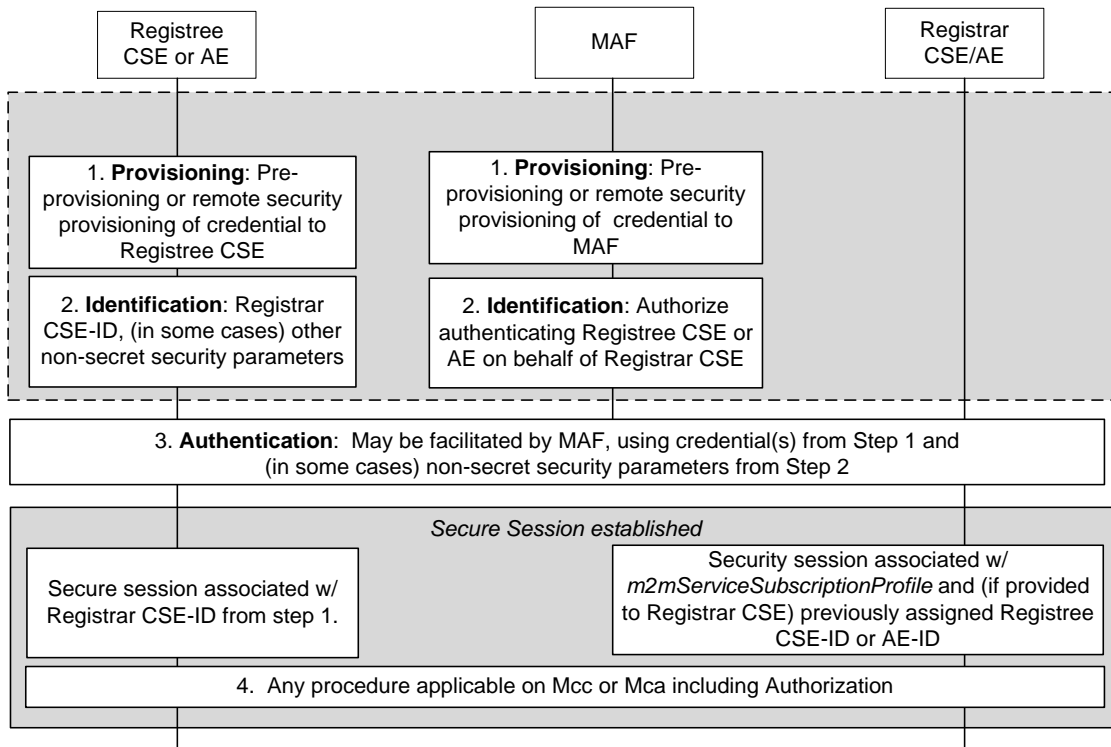 Registree
CSE or AE
MAF
Registrar
CSE/AE
1. Provisioning: Pre-
provisioning or remote security
provisioning of credential to
Registree CSE
1. Provisioning: Pre-
provisioning or remote security
provisioning of  credential to
MAF
2. Identification: Registrar
CSE-ID, (in some cases) other
non-secret security parameters
2. Identification: Authorize
authenticating Registree CSE or
AE on behalf of Registrar CSE
3. Authentication:  May be facilitated by MAF, using credential(s) from Step 1 and
(in some cases) non-secret security parameters from Step 2
Secure Session established
Secure session associated w/
Registrar CSE-ID from step 1.
Security session associated w/
m2mServiceSubscriptionProfile and (if provided
to Registrar CSE) previously assigned Registree
CSE-ID or AE-ID
4.  Any procedure applicable on Mcc or Mca including Authorization